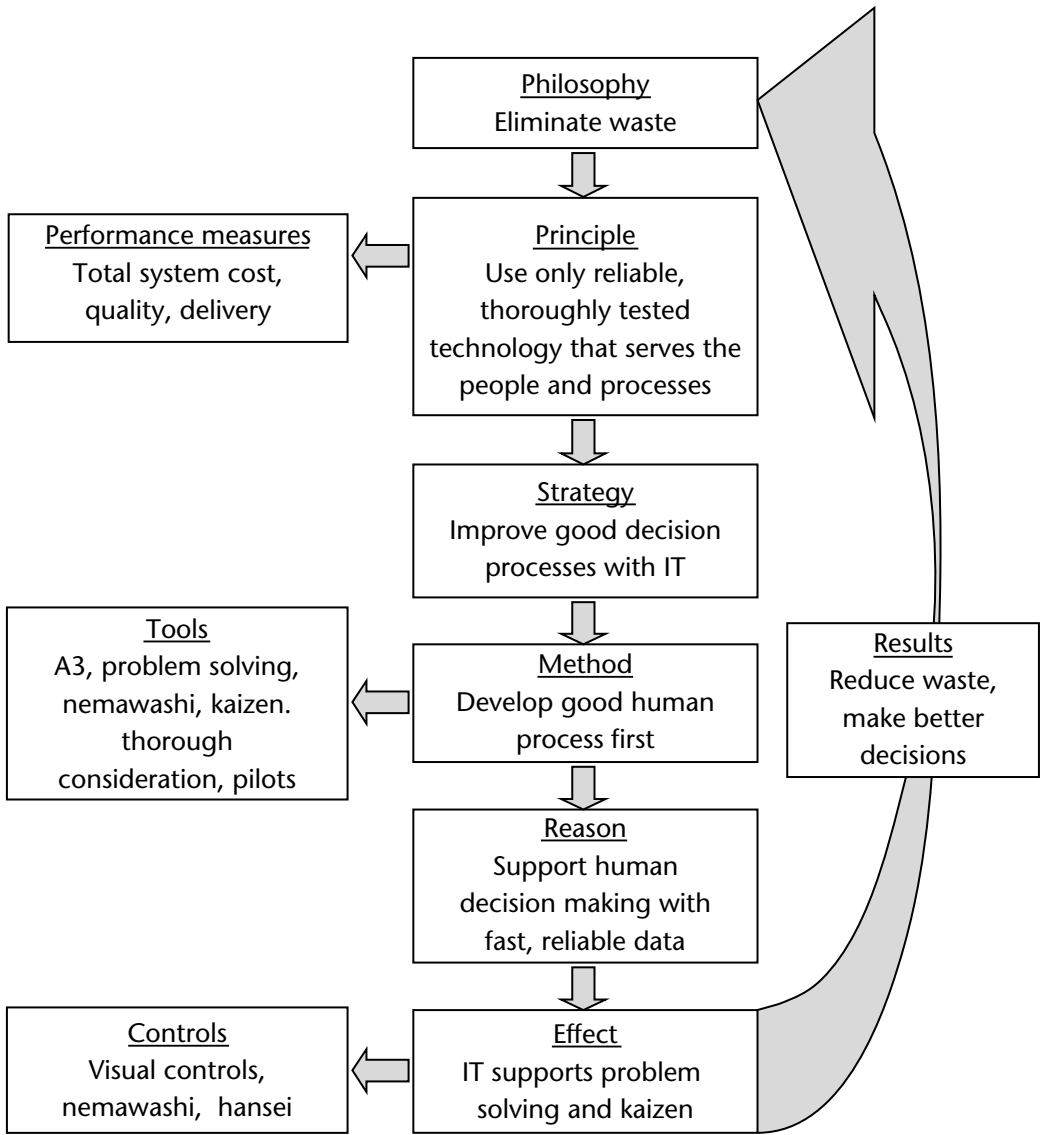 Philosophy
Eliminate waste
Performance measures
Total system cost,
quality, delivery
Principle
Use only reliable,
thoroughly tested
technology that serves the
people and processes
Strategy
Improve good decision
processes with IT
Tools
A3, problem solving,
nemawashi, kaizen.
thorough
consideration, pilots
Method
Develop good human
process first
Results
Reduce waste,
make better
decisions
Reason
Support human
decision making with
fast, reliable data
Controls
Visual controls,
nemawashi, hansei
Effect
IT supports problem
solving and kaizen